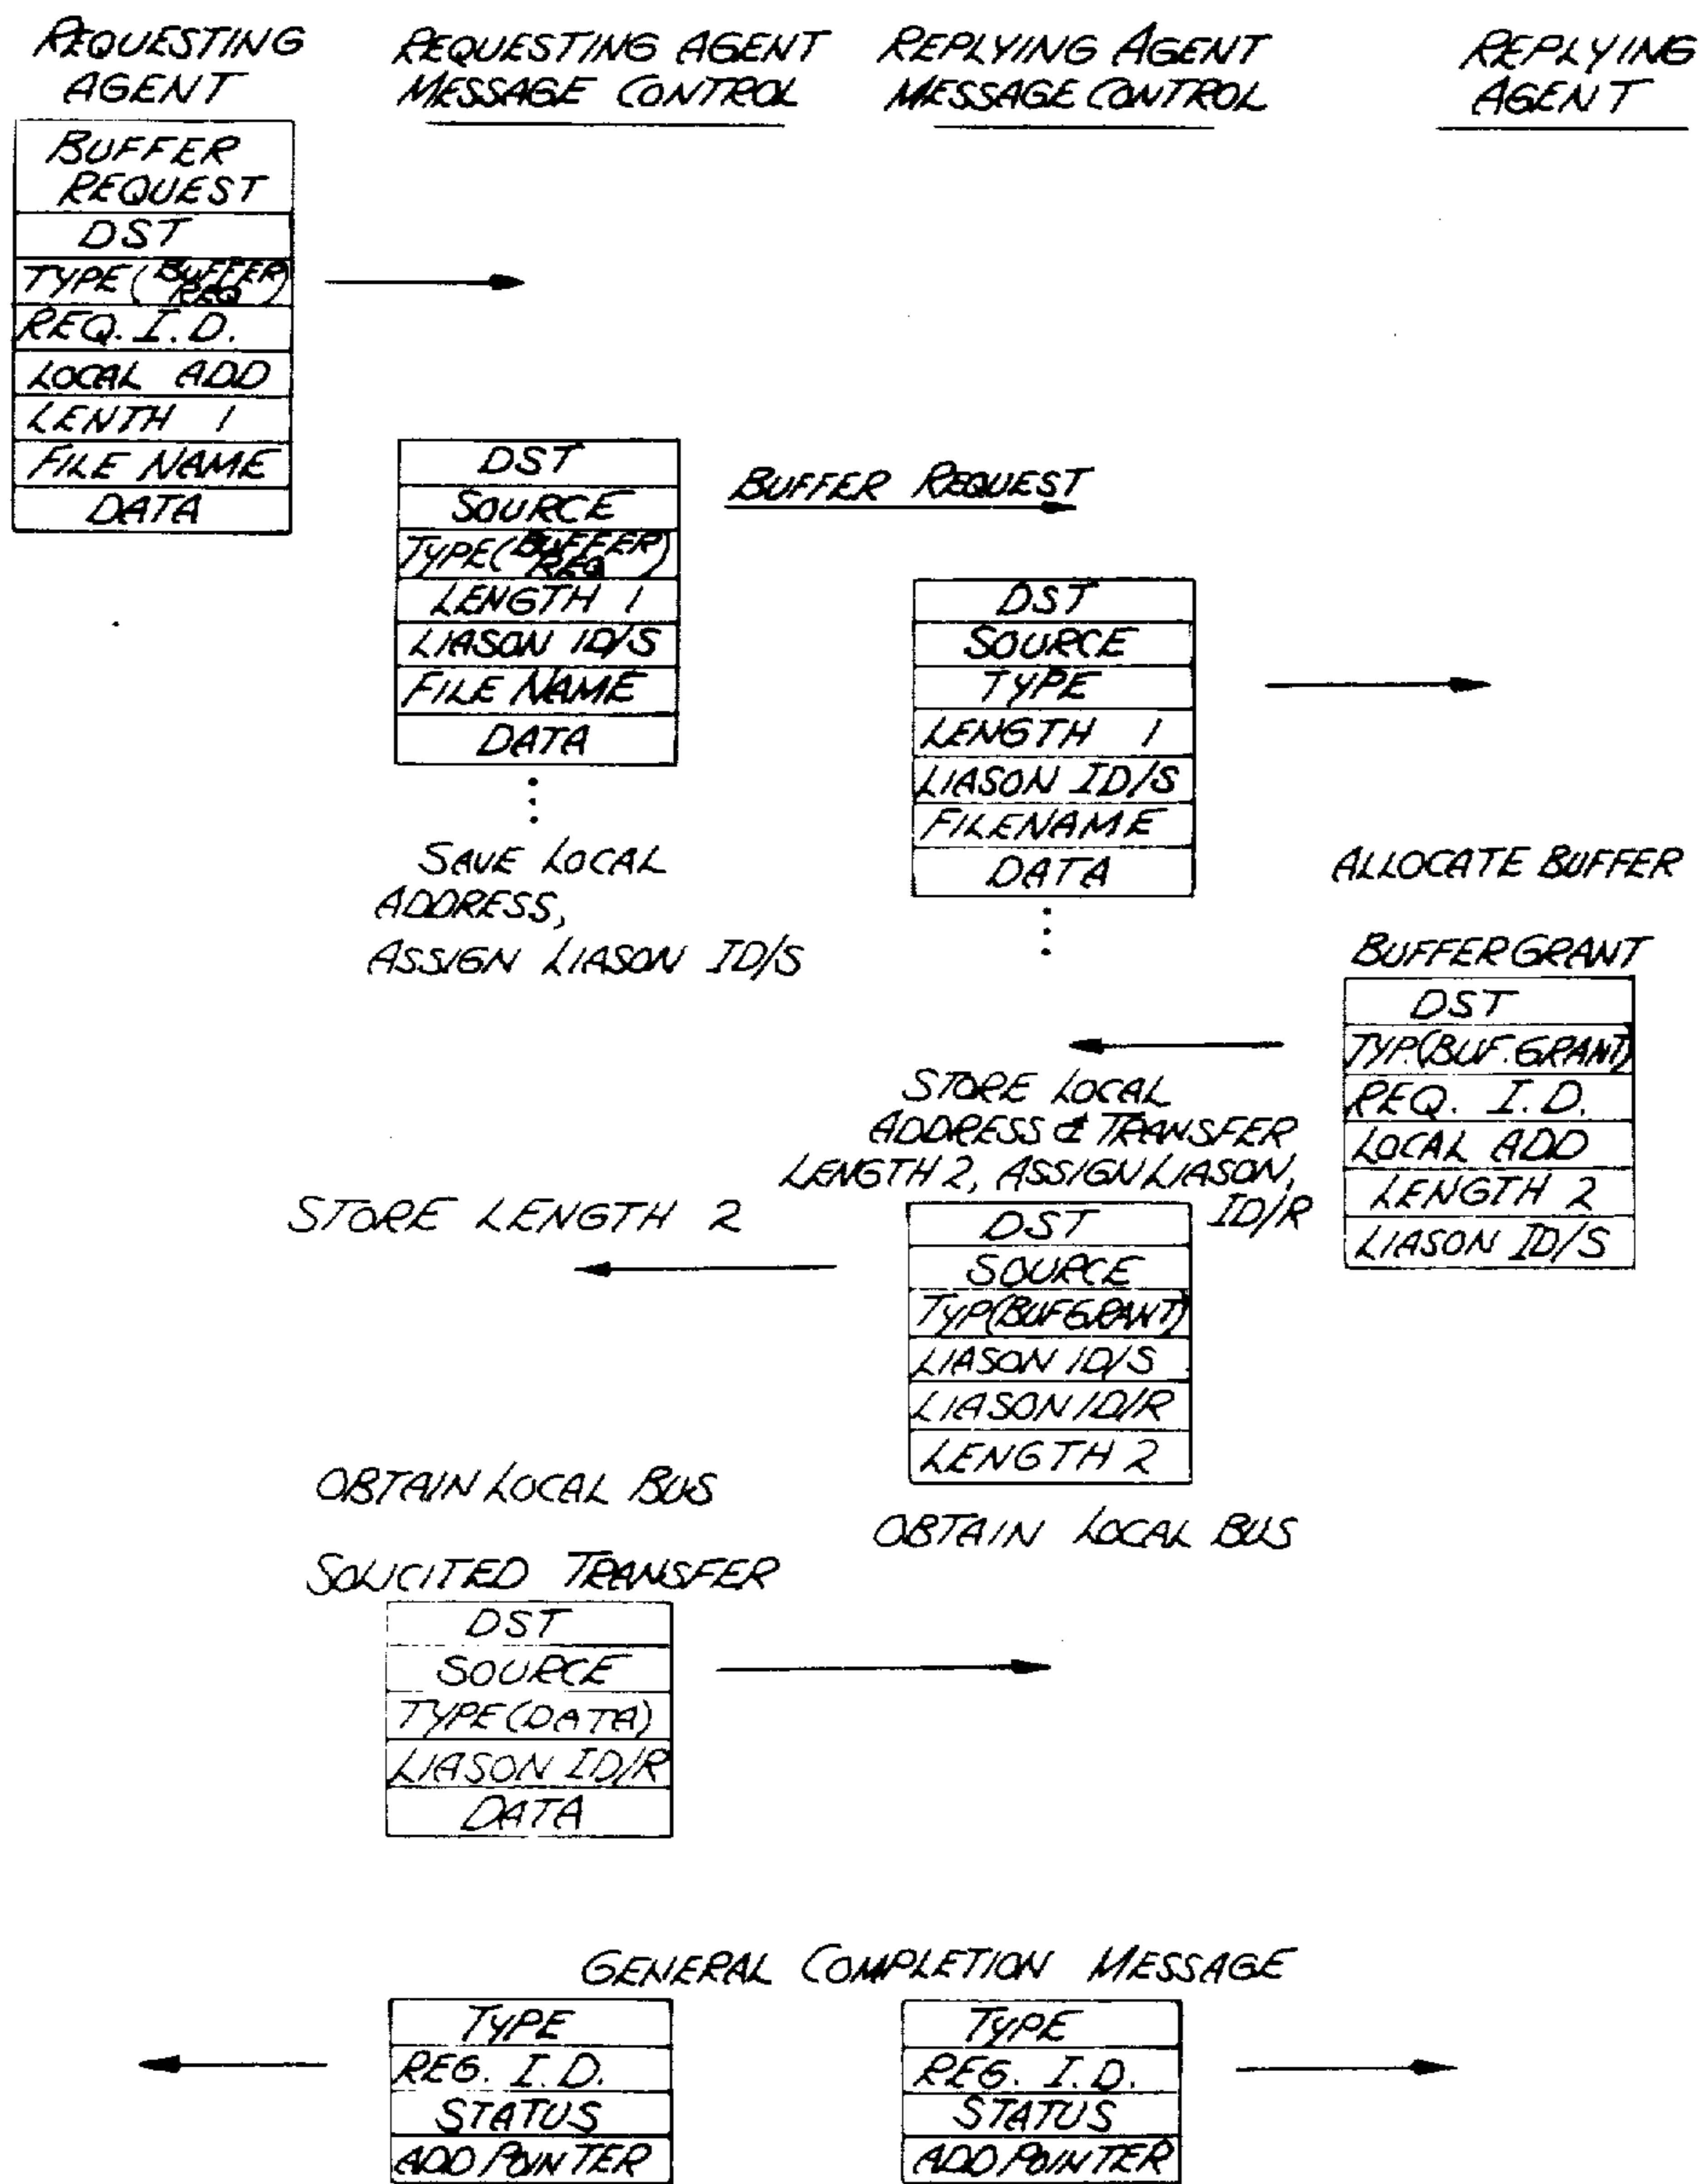 REQUESTING
AGENT
REQUESTING AGENT
MESSAGE CONTROL
REPLYING AGENT
MESSAGE CONTROL
REPLYING
AGENT
BUFFER
REQUEST
DST
TYPE (BUFFER
REQ)
REQ. I.D.
LOCAL ADD
LENTH 1
FILE NAME
DATA
DST
SOURCE
TYPE (BUFFER
REQ)
LENGTH 1
LIASON ID/S
FILE NAME
DATA
SAVE LOCAL
ADDRESS,
ASSIGN LIASON ID/S
BUFFER REQUEST
DST
SOURCE
TYPE
LENGTH 1
LIASON ID/S
FILENAME
DATA
ALLOCATE BUFFER
BUFFER GRANT
DST
TYP.(BUF. GRANT)
REQ. I.D.
LOCAL ADD
LENGTH 2
LIASON ID/S
STORE LOCAL
ADDRESS & TRANSFER
LENGTH 2, ASSIGN LIASON,
ID/R
STORE LENGTH 2
DST
SOURCE
TYP(BUF GRANT)
LIASON ID/S
LIASON ID/R
LENGTH 2
OBTAIN LOCAL BUS
OBTAIN LOCAL BUS
SOLICITED TRANSFER
DST
SOURCE
TYPE (DATA)
LIASON ID/R
DATA
GENERAL COMPLETION MESSAGE
TYPE
REG. I.D.
STATUS
ADD POINTER
TYPE
REG. I.D.
STATUS
ADD POINTER